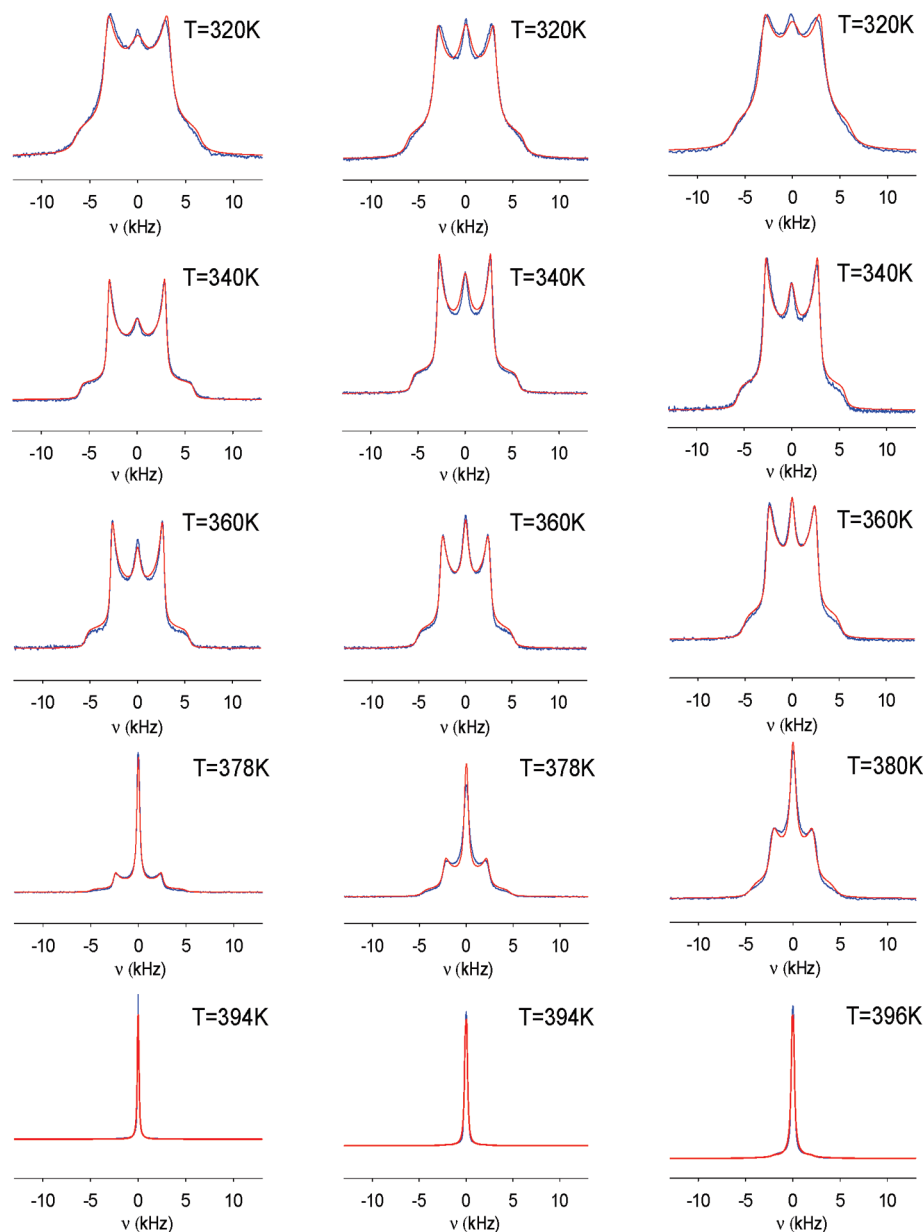 T=320K T=320K T=320K
-10 -5 0 5 10 -10 -5 0 5 10 -10 -5 0 5 10
ν (kHz) ν (kHz) ν (kHz)
T=340K T=340K T=340K
-10 -5 0 5 10 -10 -5 0 5 10 -10 -5 0 5 10
ν (kHz) ν (kHz) ν (kHz)
T=360K T=360K T=360K
-10 -5 0 5 10 -10 -5 0 5 10 -10 -5 0 5 10
ν (kHz) ν (kHz) ν (kHz)
T=378K T=378K T=380K
-10 -5 0 5 10 -10 -5 0 5 10 -10 -5 0 5 10
ν (kHz) ν (kHz) ν (kHz)
T=394K T=394K T=396K
-10 -5 0 5 10 -10 -5 0 5 10 -10 -5 0 5 10
ν (kHz) ν (kHz) ν (kHz)